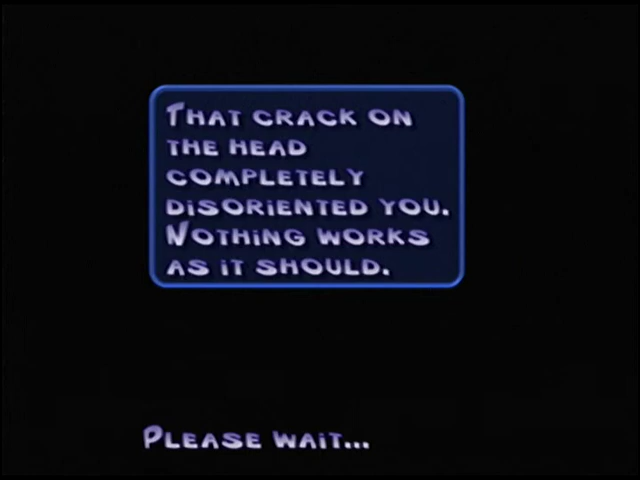 That crack on
the head
completely
disoriented you.
Nothing works
as it should.
Please wait...